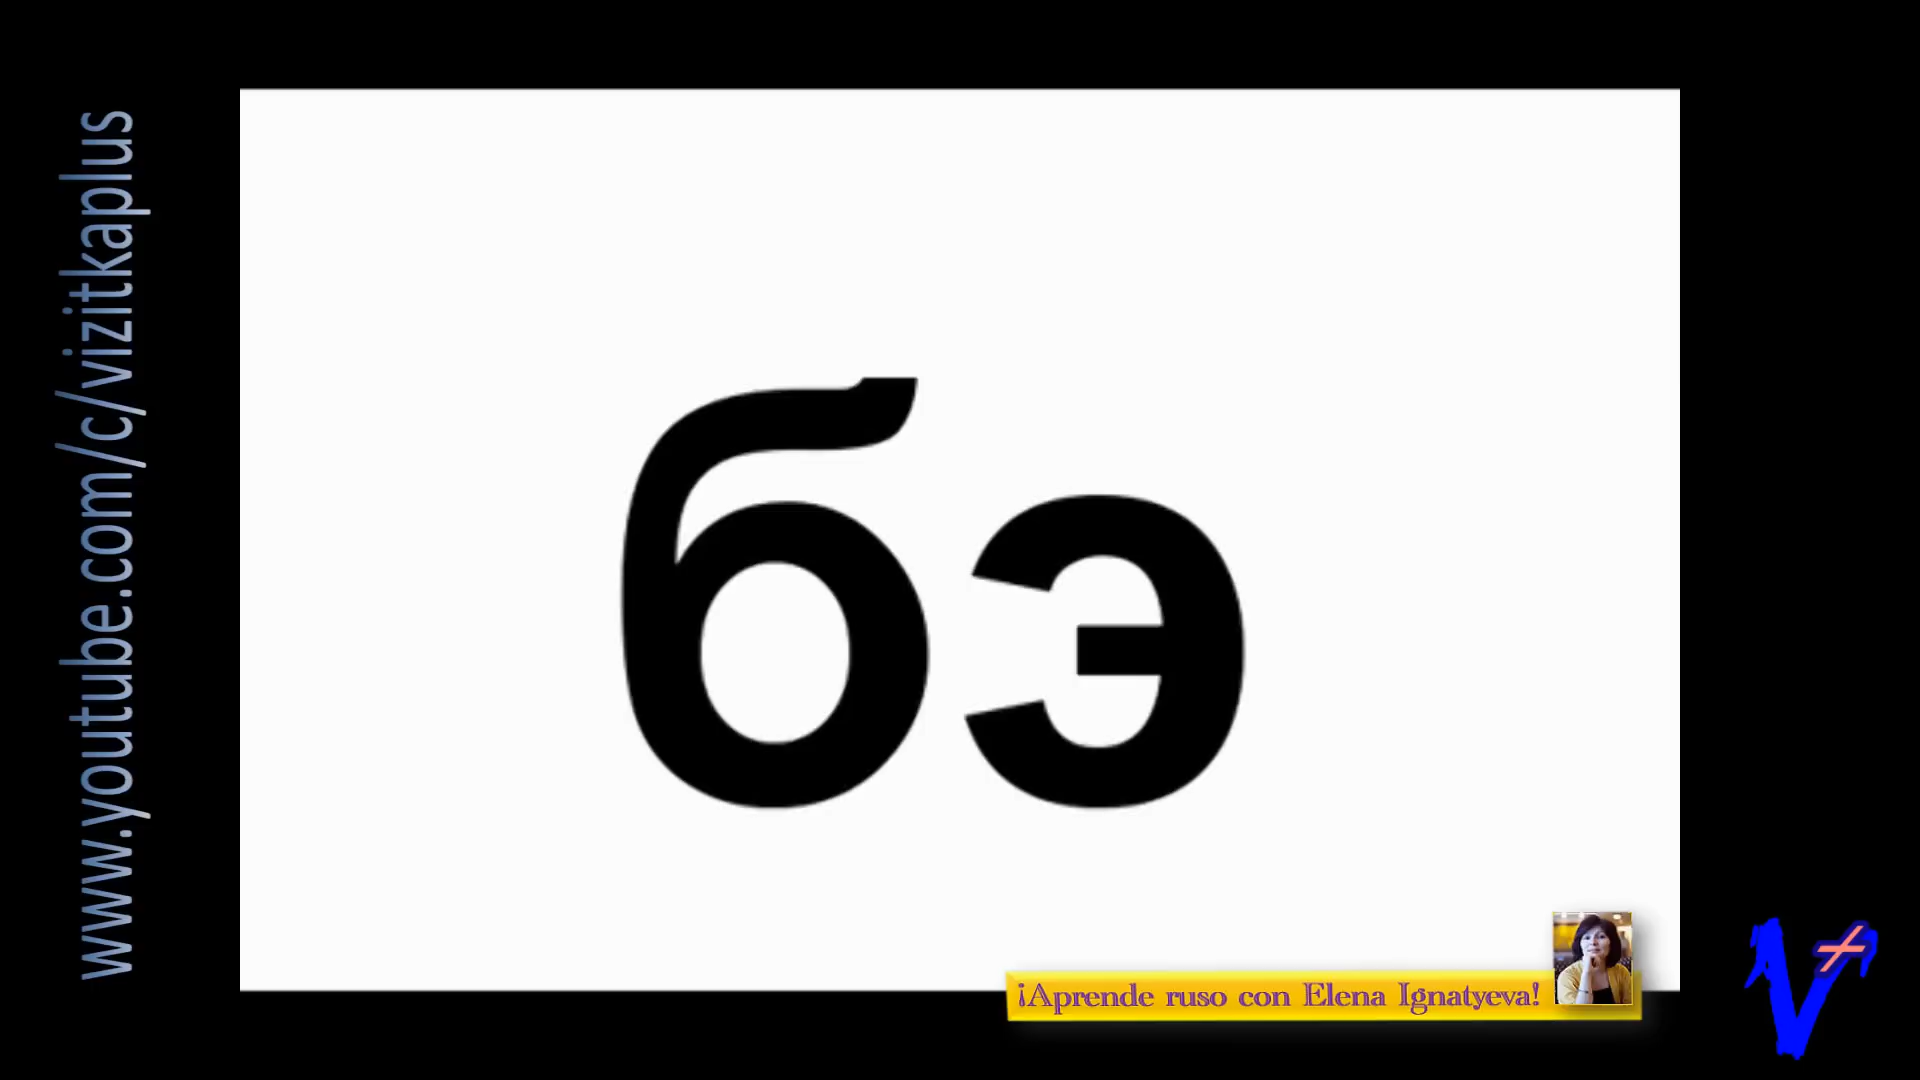 www.youtube.com/c/vizitkaplus
бэ
¡Aprende ruso con Elena Ignatyeva!
V+